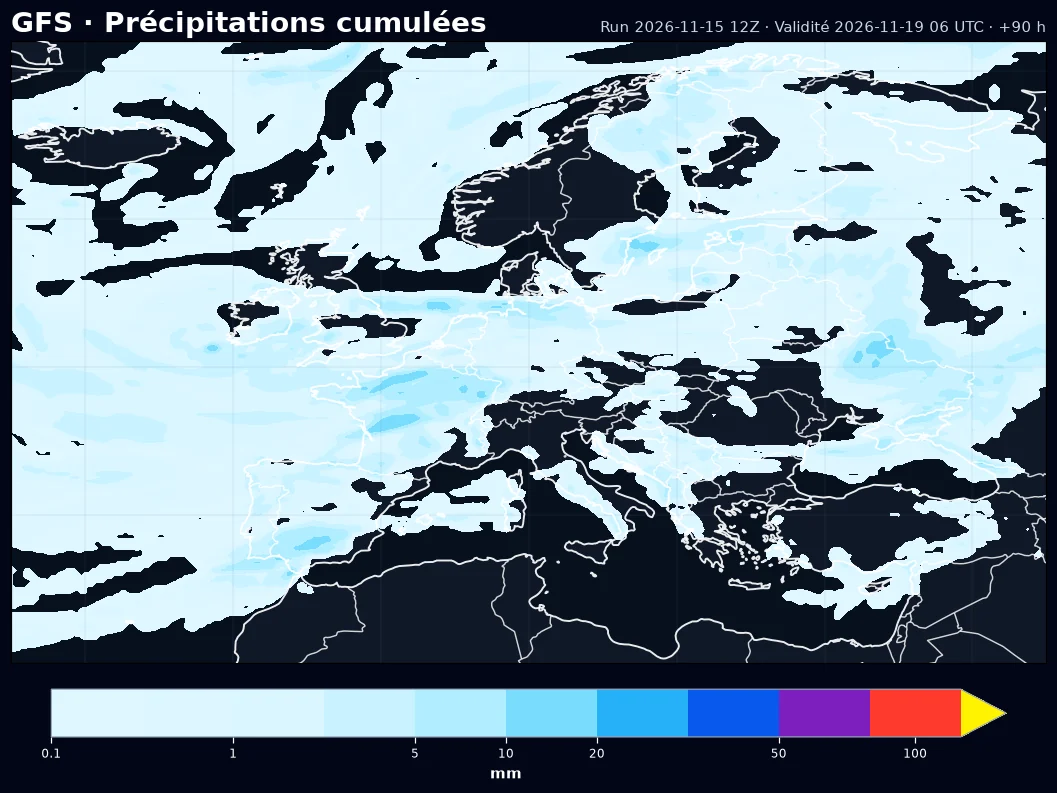 GFS · Précipitations cumulées
Run 2026-11-15 12Z · Validité 2026-11-19 06 UTC · +90 h
0.1 1 5 10 20 50 100
mm